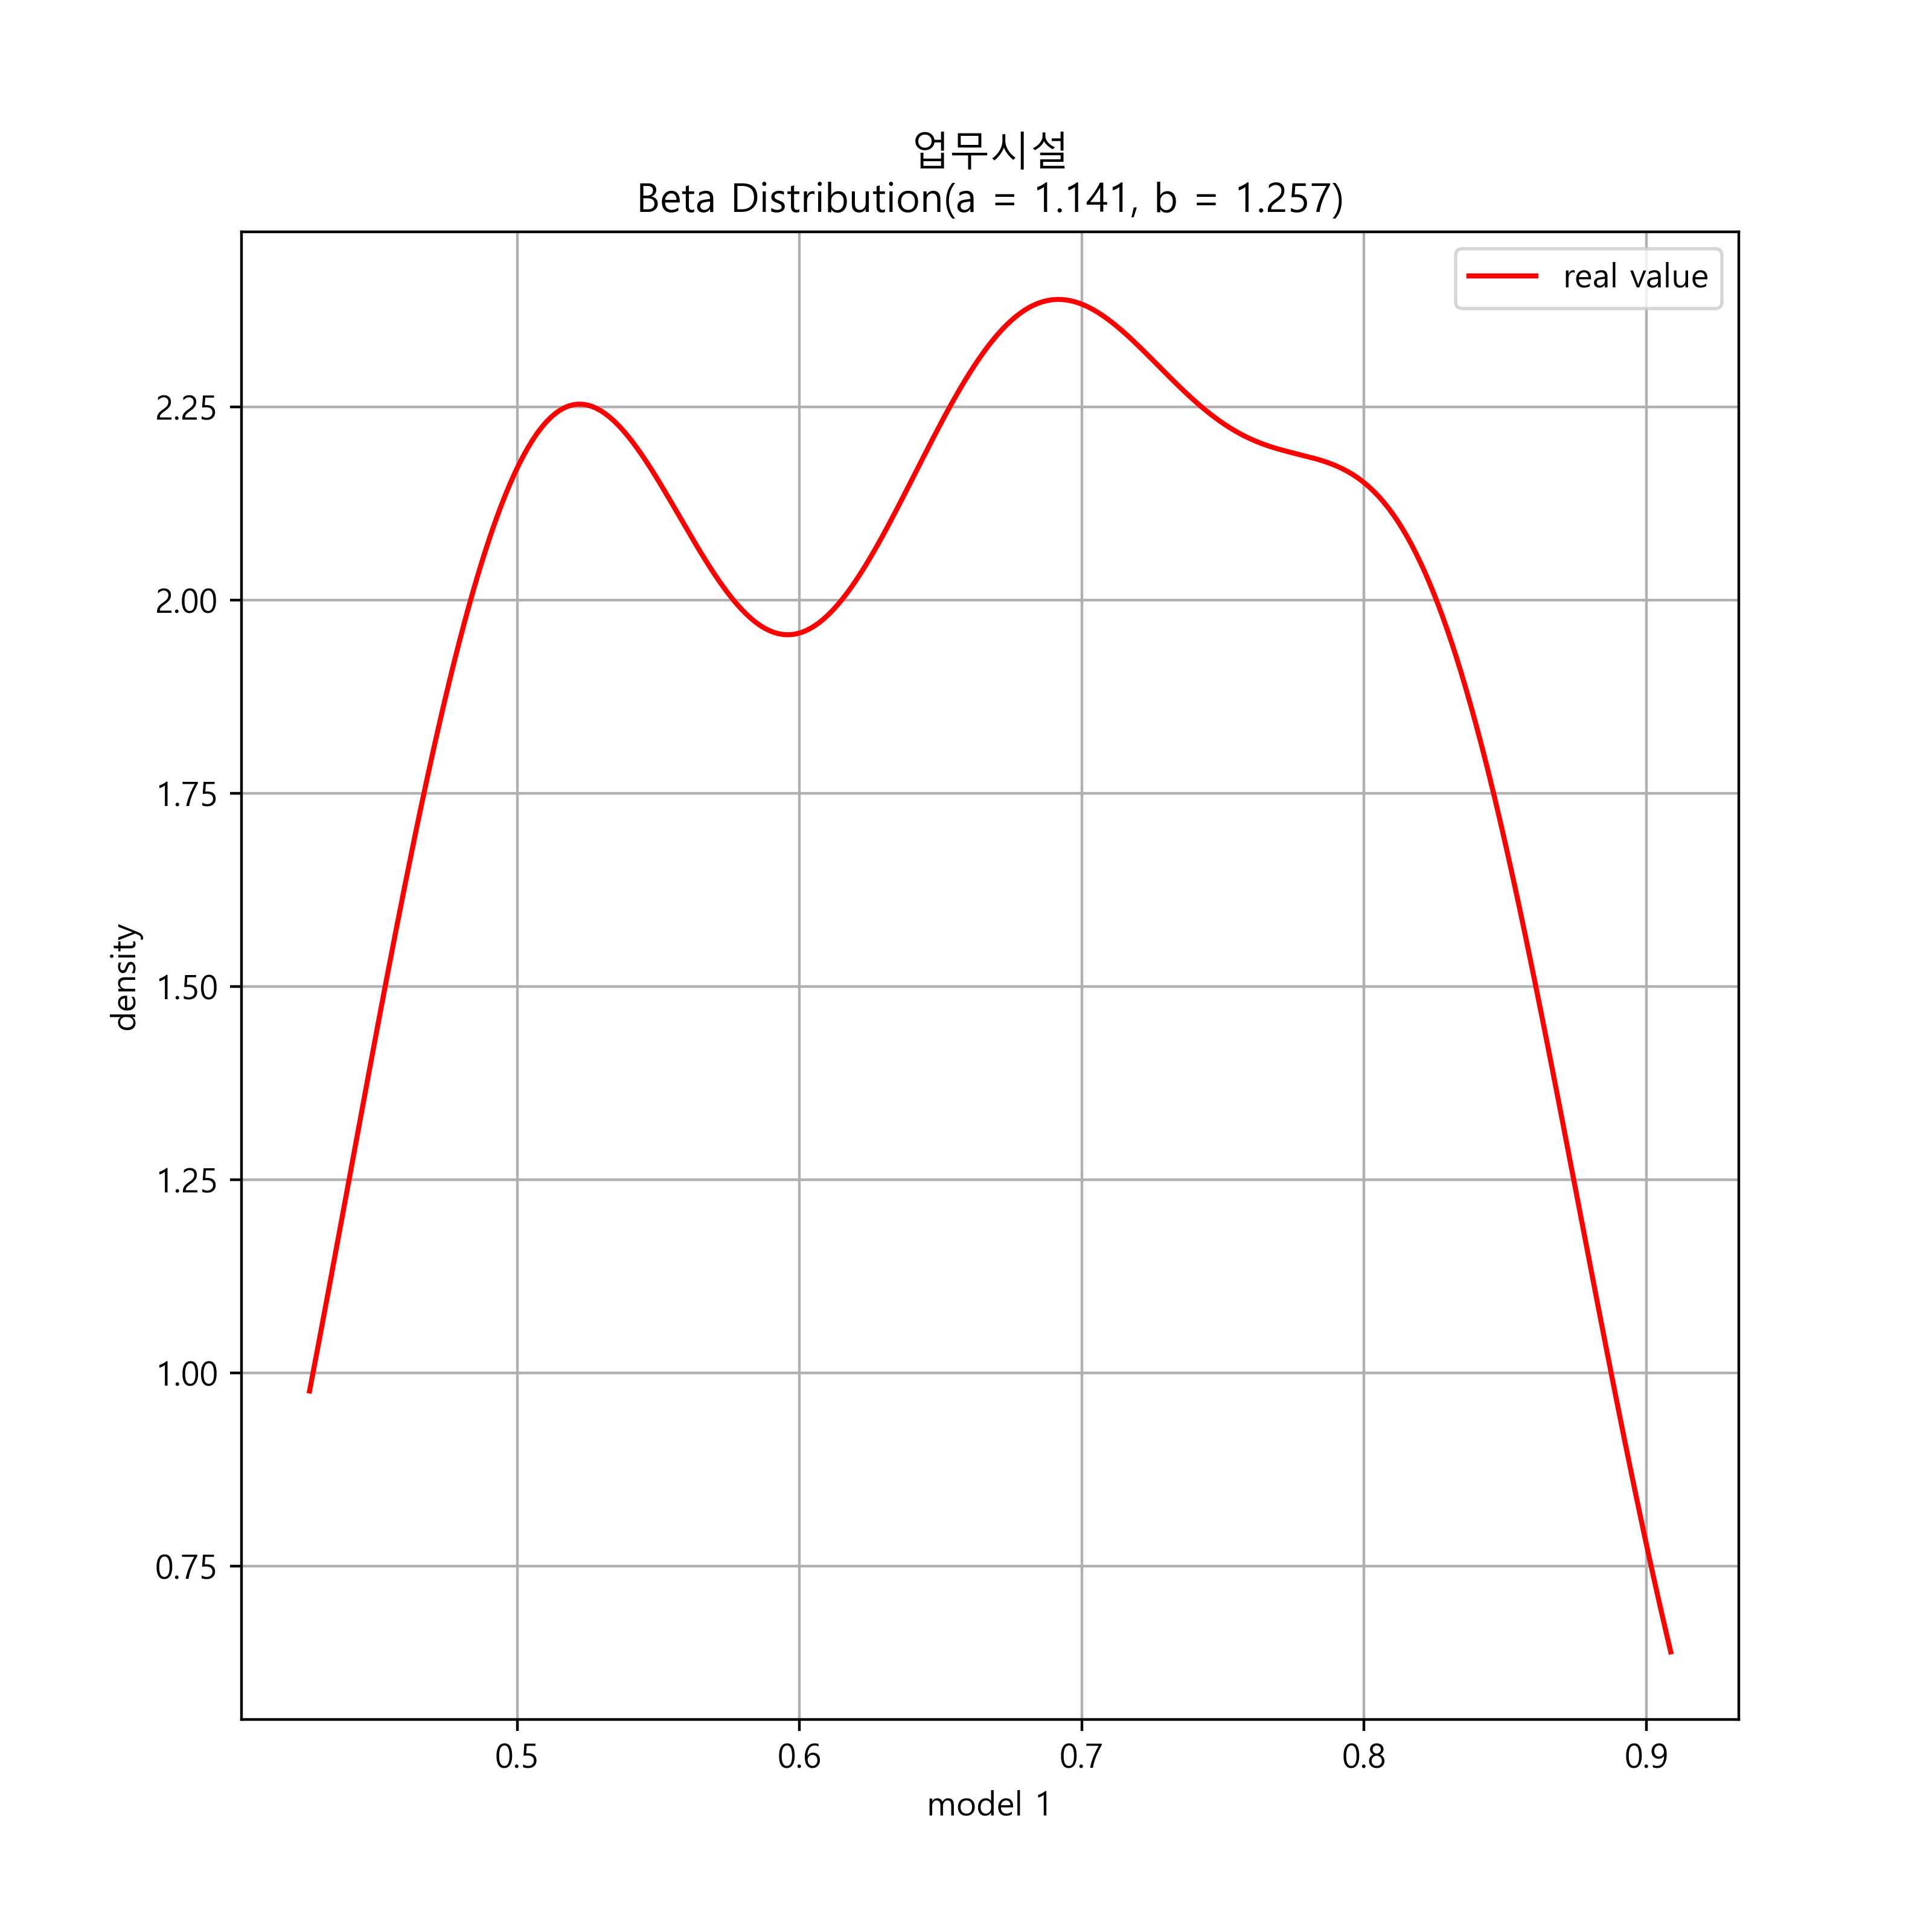 업무시설
Beta Distribution(a = 1.141, b = 1.257)
real value
2.25
2.00
1.75
1.50
1.25
1.00
0.75
density
0.5 0.6 0.7 0.8 0.9
model 1